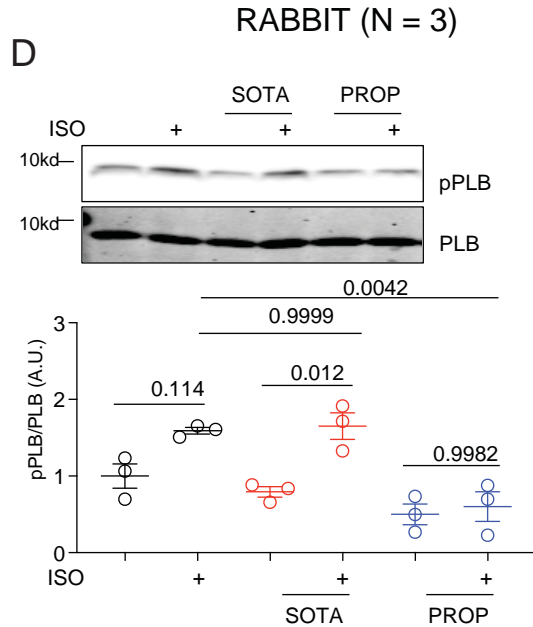 RABBIT (N = 3)
D
SOTA PROP
ISO + + +
10kd
pPLB
10kd
PLB
0.0042
0.9999
0.114 0.012
0.9982
pPLB/PLB (A.U.)
3
2
1
0
ISO + + +
SOTA PROP